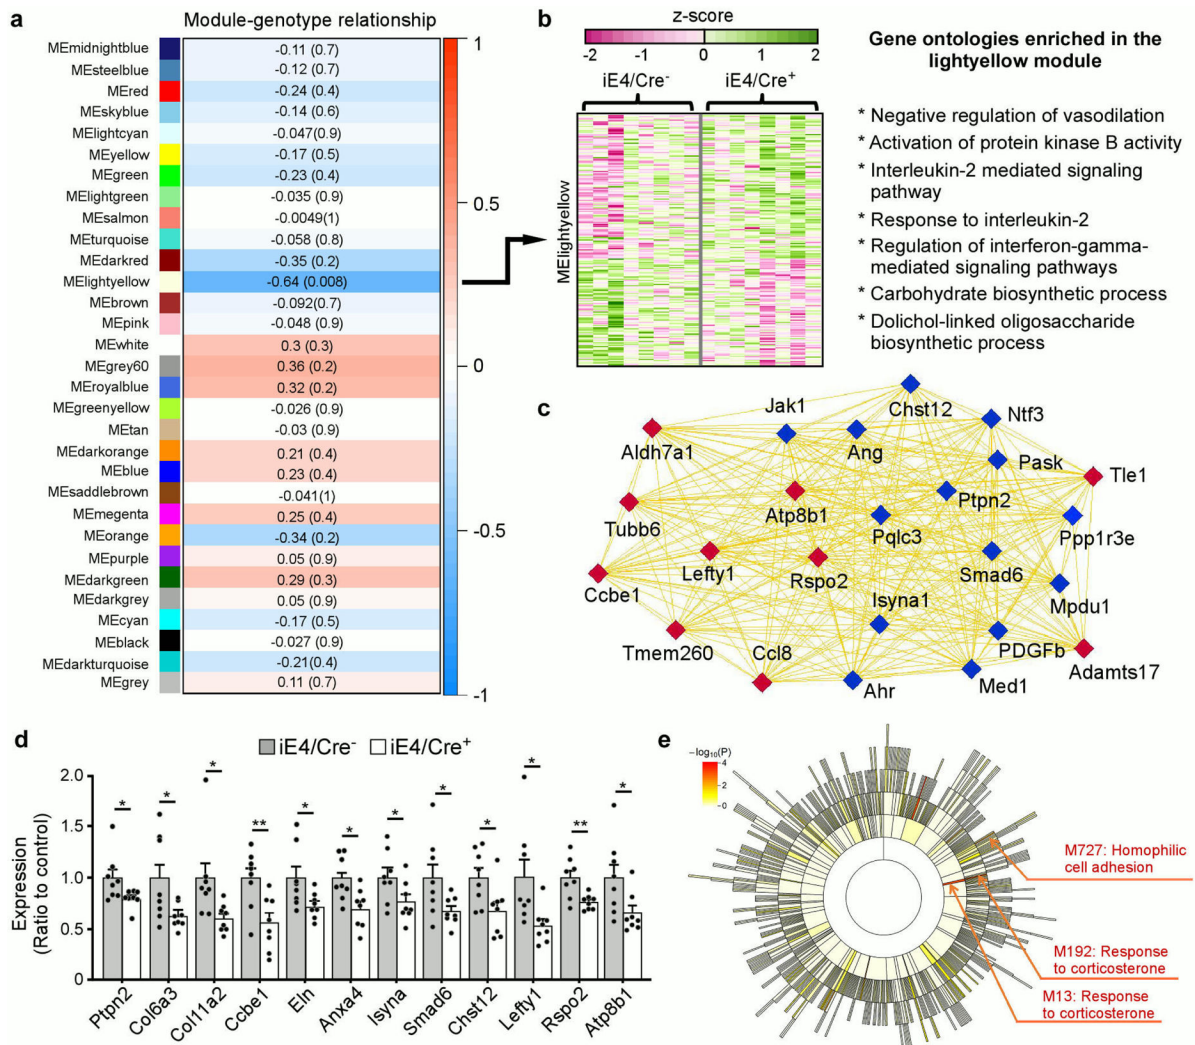 a
Module-genotype relationship
MEmidnightblue -0.11 (0.7)
MEsteelblue -0.12 (0.7)
MEred -0.24 (0.4)
MEskyblue -0.14 (0.6)
MElightcyan -0.047(0.9)
MEyellow -0.17 (0.5)
MEgreen -0.23 (0.4)
MElightgreen -0.035 (0.9)
MEsalmon -0.0049(1)
MEturquoise -0.058 (0.8)
MEdarkred -0.35 (0.2)
MElightyellow -0.64 (0.008)
MEbrown -0.092(0.7)
MEpink -0.048 (0.9)
MEwhite 0.3 (0.3)
MEgrey60 0.36 (0.2)
MEroyalblue 0.32 (0.2)
MEgreenyellow -0.026 (0.9)
MEtan -0.03 (0.9)
MEdarkorange 0.21 (0.4)
MEblue 0.23 (0.4)
MEsaddlebrown -0.041(1)
MEmegenta 0.25 (0.4)
MEorange -0.34 (0.2)
MEpurple 0.05 (0.9)
MEdarkgreen 0.29 (0.3)
MEdarkgrey 0.05 (0.9)
MEcyan -0.17 (0.5)
MEblack -0.027 (0.9)
MEdarkturquoise -0.21(0.4)
MEgrey 0.11 (0.7)
1
0.5
0
-0.5
-1
b
z-score
-2 -1 0 1 2
iE4/Cre- iE4/Cre+
MElightyellow
Gene ontologies enriched in the
lightyellow module
* Negative regulation of vasodilation
* Activation of protein kinase B activity
* Interleukin-2 mediated signaling
pathway
* Response to interleukin-2
* Regulation of interferon-gamma-
mediated signaling pathways
* Carbohydrate biosynthetic process
* Dolichol-linked oligosaccharide
biosynthetic process
c
Jak1
Chst12
Ntf3
Aldh7a1
Ang
Pask
Tle1
Tubb6
Atp8b1
Ptpn2
Pqlc3
Ppp1r3e
Lefty1
Rspo2
Smad6
Ccbe1
Isyna1
Mpdu1
Tmem260
Ccl8
PDGFb
Adamts17
Ahr
Med1
d
iE4/Cre- iE4/Cre+
Expression
(Ratio to control)
2.0
1.5
1.0
0.5
0
* * * ** * * * * * * ** *
Ptpn2 Col6a3 Col11a2 Ccbe1 Eln Anxa4 Isyna Smad6 Chst12 Lefty1 Rspo2 Atp8b1
e
−log10(P)
4
2
0
M727: Homophilic
cell adhesion
M192: Response
to corticosterone
M13: Response
to corticosterone